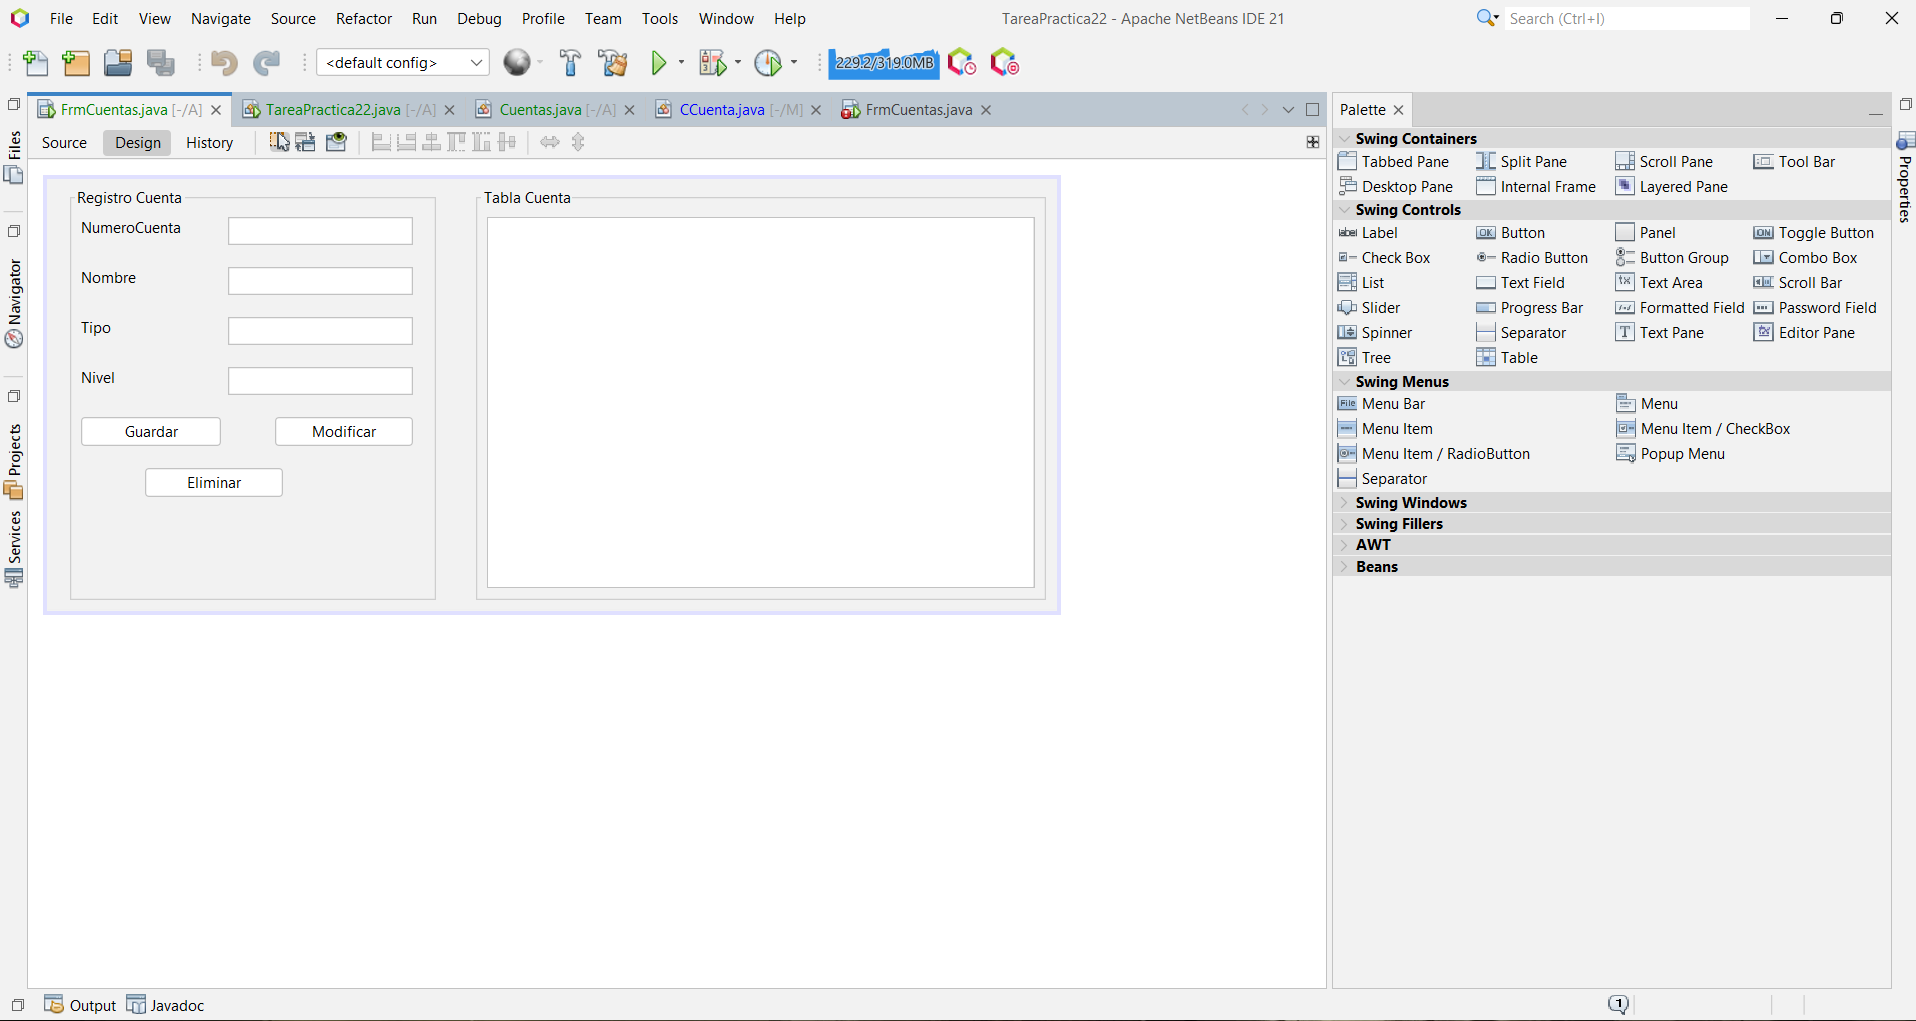 File Edit View Navigate Source Refactor Run Debug Profile Team Tools Window Help TareaPractica22 - Apache NetBeans IDE 21 Search (Ctrl+I)
<default config> 229.2/319.0MB
FrmCuentas.java [-/A] TareaPractica22.java [-/A] Cuentas.java [-/A] CCuenta.java [-/M] FrmCuentas.java
Source Design History
Files
Navigator
Projects
Services
Registro Cuenta
NumeroCuenta
Nombre
Tipo
Nivel
Guardar Modificar
Eliminar
Tabla Cuenta
Palette
Swing Containers
Tabbed Pane Split Pane Scroll Pane Tool Bar
Desktop Pane Internal Frame Layered Pane
Swing Controls
Label Button Panel Toggle Button
Check Box Radio Button Button Group Combo Box
List Text Field Text Area Scroll Bar
Slider Progress Bar Formatted Field Password Field
Spinner Separator Text Pane Editor Pane
Tree Table
Swing Menus
Menu Bar Menu
Menu Item Menu Item / CheckBox
Menu Item / RadioButton Popup Menu
Separator
Swing Windows
Swing Fillers
AWT
Beans
Properties
Output Javadoc 1